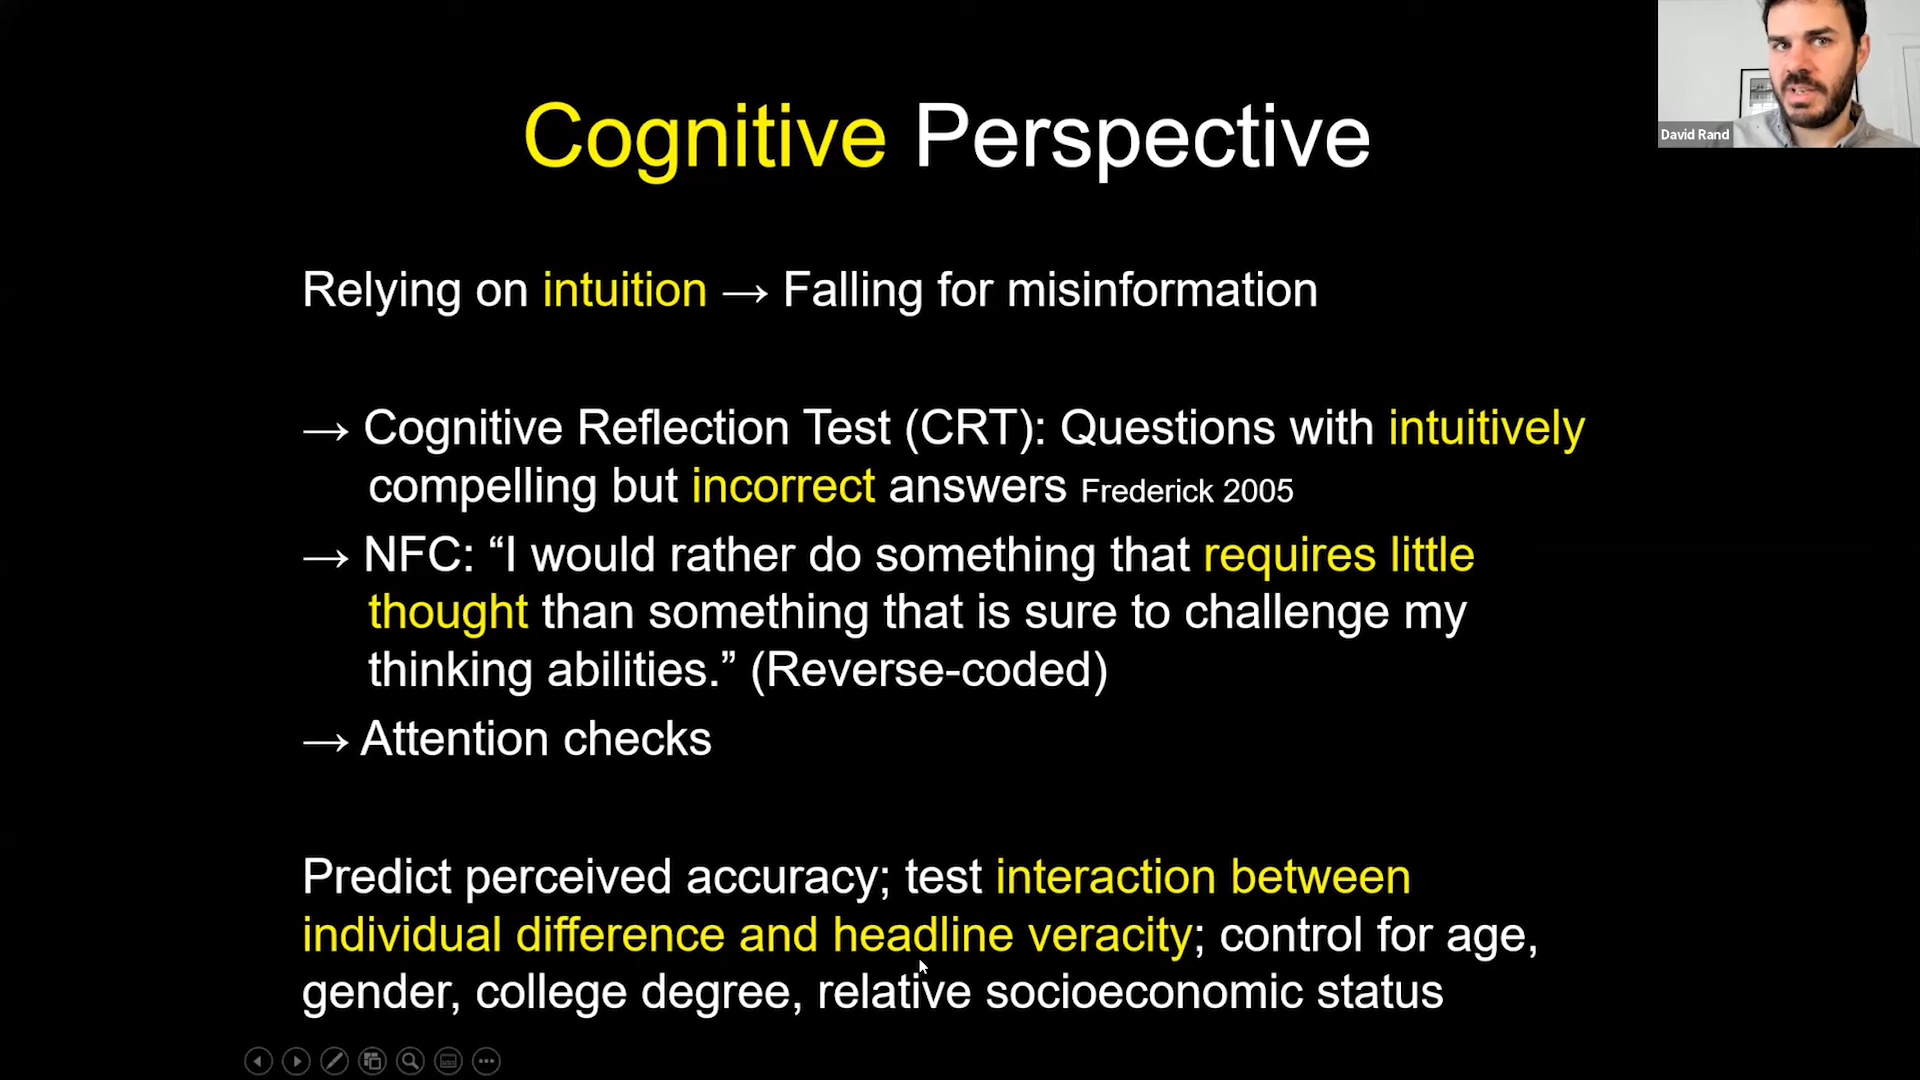 Cognitive Perspective
David Rand
Relying on intuition → Falling for misinformation
→ Cognitive Reflection Test (CRT): Questions with intuitively
compelling but incorrect answers Frederick 2005
→ NFC: “I would rather do something that requires little
thought than something that is sure to challenge my
thinking abilities.” (Reverse-coded)
→ Attention checks
Predict perceived accuracy; test interaction between
individual difference and headline veracity; control for age,
gender, college degree, relative socioeconomic status